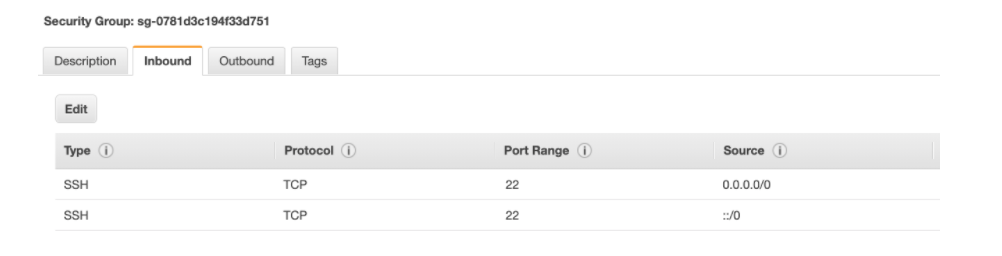 Security Group: sg-0781d3c194f33d751
Description Inbound Outbound Tags
Edit
Type i Protocol i Port Range i Source i
SSH TCP 22 0.0.0.0/0
SSH TCP 22 ::/0